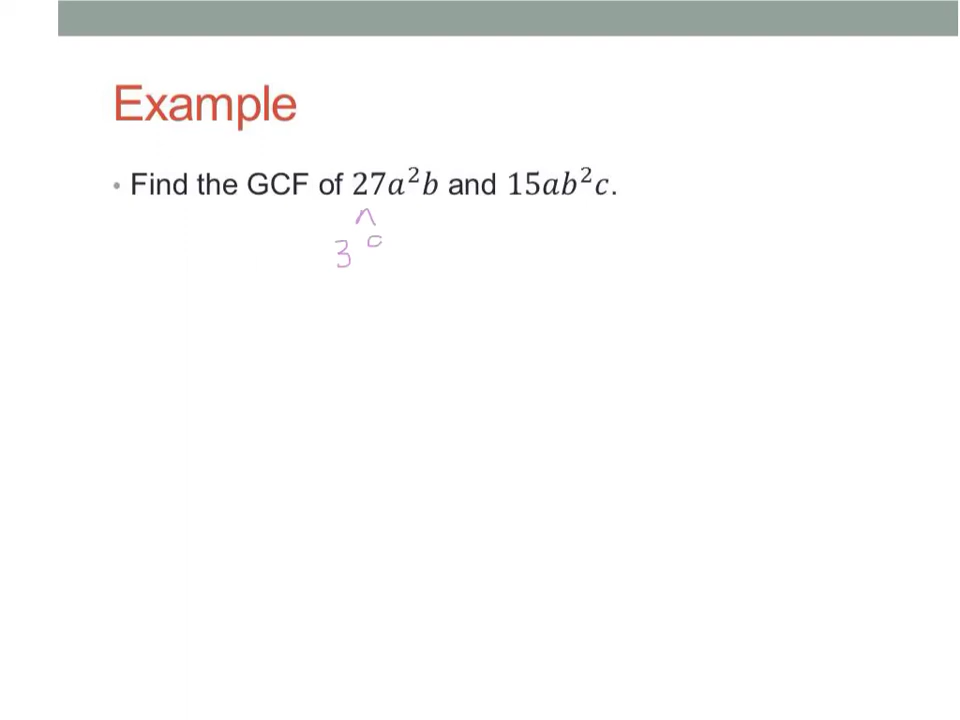 Example
• Find the GCF of 27a²b and 15ab²c.
3